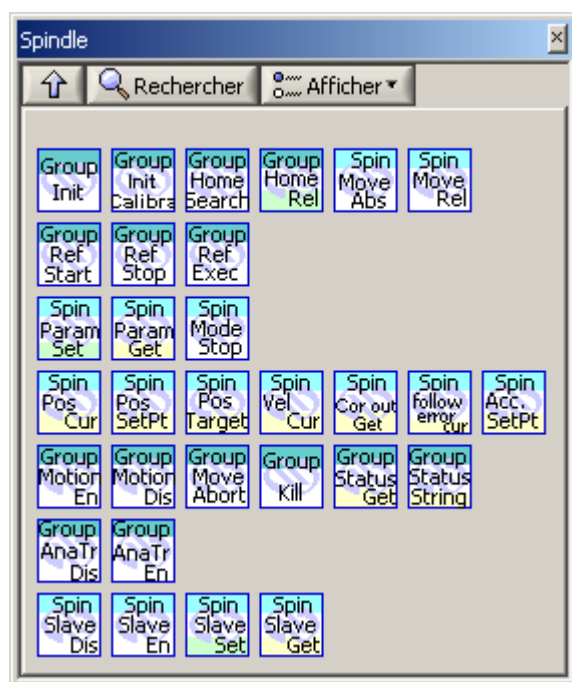 Spindle
Rechercher
Afficher
Group
Init
Group
Init
Calibra
Group
Home
Search
Group
Home
Rel
Spin
Move
Abs
Spin
Move
Rel
Group
Ref
Start
Group
Ref
Stop
Group
Ref
Exec
Spin
Param
Set
Spin
Param
Get
Spin
Mode
Stop
Spin
Pos
Cur
Spin
Pos
SetPt
Spin
Pos
Target
Spin
Vel
Cur
Spin
Cor out
Get
Spin
follow
error
cur
Spin
Acc.
SetPt
Group
Motion
En
Group
Motion
Dis
Group
Move
Abort
Group
Kill
Group
Status
Get
Group
Status
String
Group
AnaTr
Dis
Group
AnaTr
En
Spin
Slave
Dis
Spin
Slave
En
Spin
Slave
Set
Spin
Slave
Get